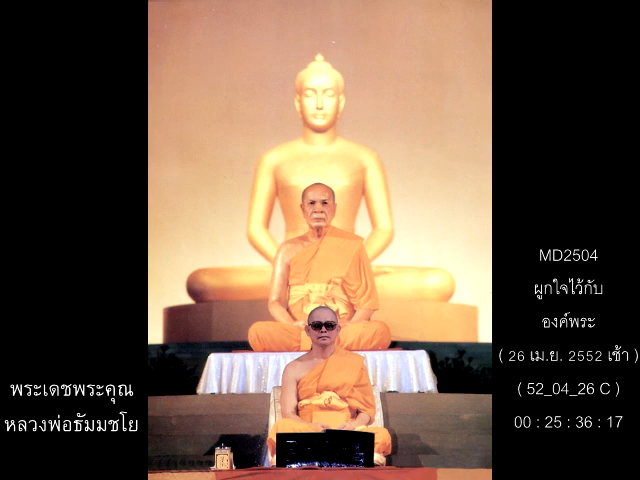 พระเดชพระคุณ
หลวงพ่อธัมมชโย
MD2504
ผูกใจไว้กับ
องค์พระ
( 26 เม.ย. 2552 เช้า )
( 52_04_26 C )
00 : 25 : 36 : 17